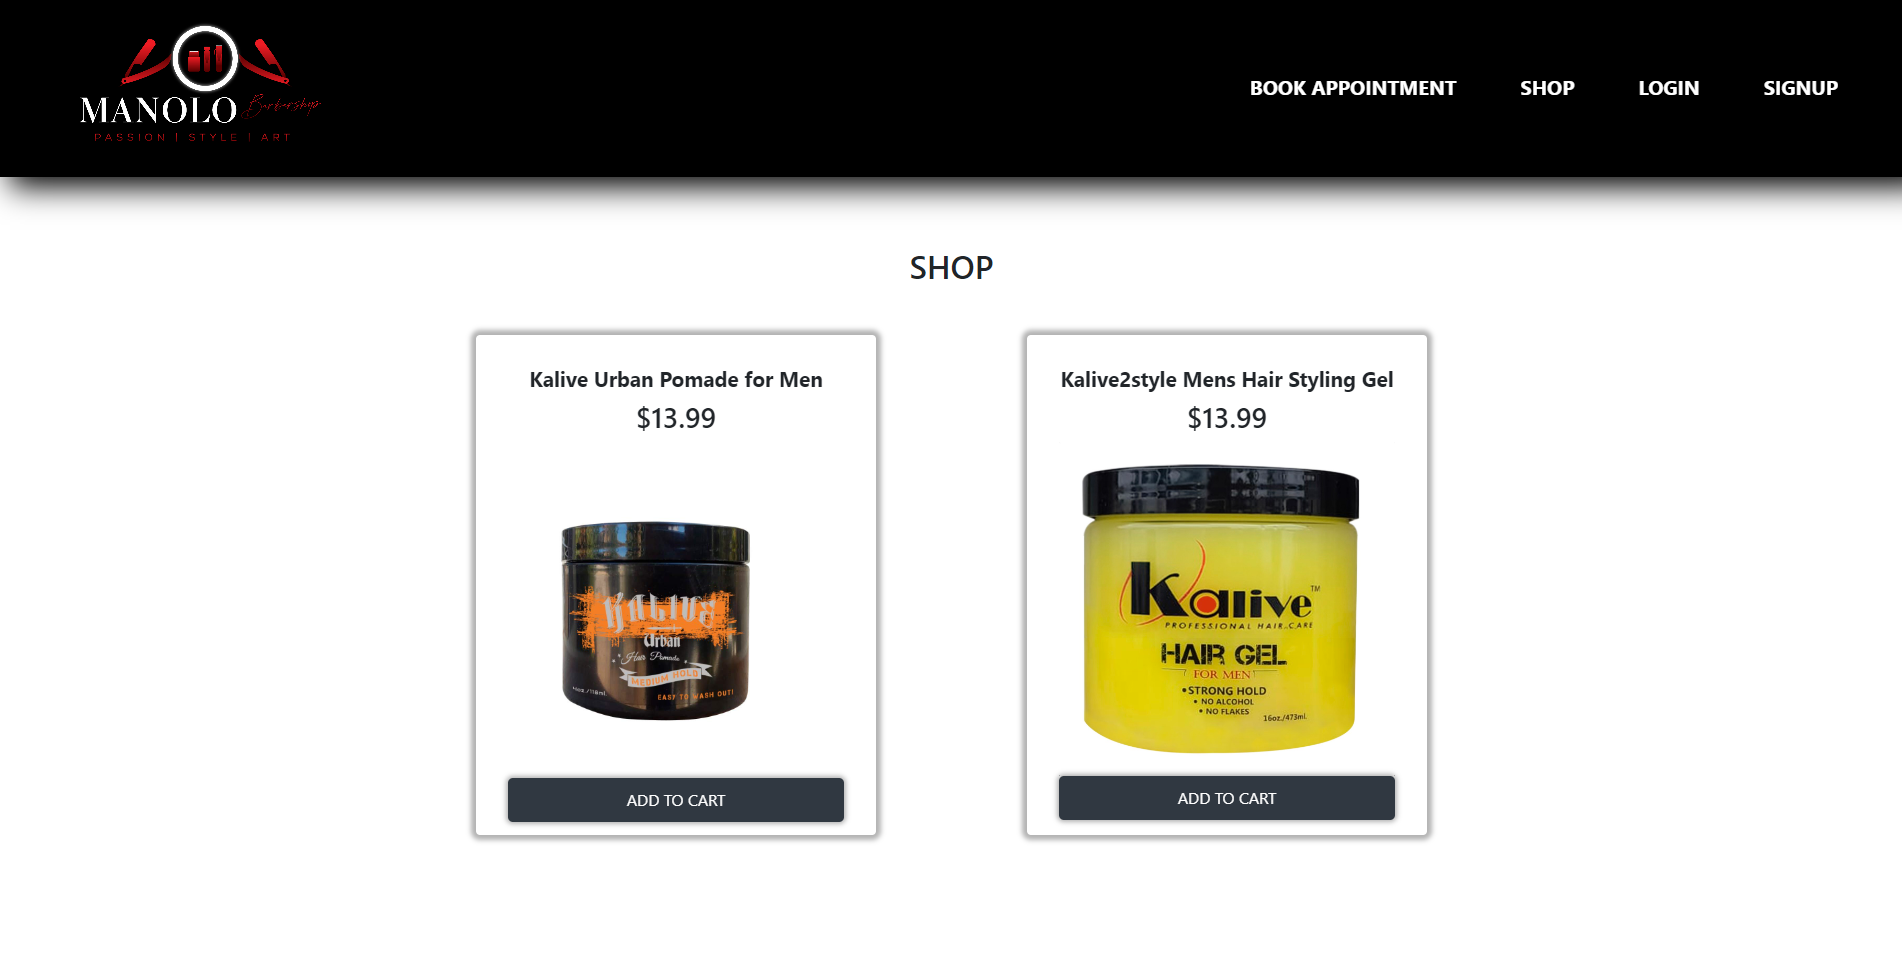 MANOLO Barbershop
PASSION | STYLE | ART
BOOK APPOINTMENT
SHOP
LOGIN
SIGNUP
SHOP
Kalive Urban Pomade for Men
$13.99
KALIVE
Urban
Hair Pomade
MEDIUM HOLD
EASY TO WASH OUT!
ADD TO CART
Kalive2style Mens Hair Styling Gel
$13.99
Kalive™
PROFESSIONAL HAIR CARE
HAIR GEL
FOR MEN
•STRONG HOLD
• NO ALCOHOL
• NO FLAKES
16oz./473ml.
ADD TO CART